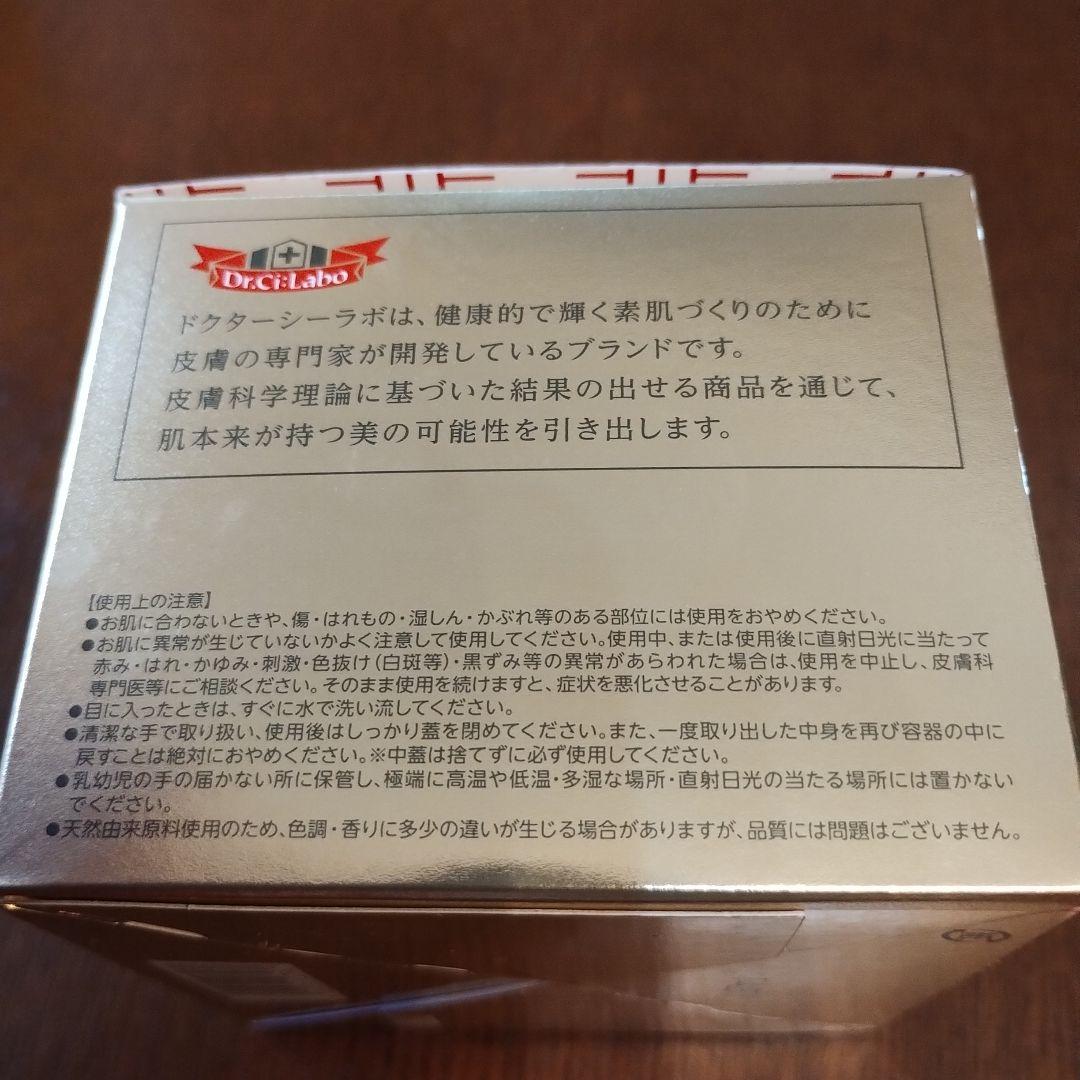 Dr.Ci:Labo
ドクターシーラボは、健康的で輝く素肌づくりのために
皮膚の専門家が開発しているブランドです。
皮膚科学理論に基づいた結果の出せる商品を通じて、
肌本来が持つ美の可能性を引き出します。
【使用上の注意】
●お肌に合わないときや、傷・はれもの・湿しん・かぶれ等のある部位には使用をおやめください。
●お肌に異常が生じていないかよく注意して使用してください。使用中、または使用後に直射日光に当たって
赤み・はれ・かゆみ・刺激・色抜け(白斑等)・黒ずみ等の異常があらわれた場合は、使用を中止し、皮膚科
専門医等にご相談ください。そのまま使用を続けますと、症状を悪化させることがあります。
●目に入ったときは、すぐに水で洗い流してください。
●清潔な手で取り扱い、使用後はしっかり蓋を閉めてください。また、一度取り出した中身を再び容器の中に
戻すことは絶対におやめください。※中蓋は捨てずに必ず使用してください。
●乳幼児の手の届かない所に保管し、極端に高温や低温・多湿な場所・直射日光の当たる場所には置かない
でください。
●天然由来原料使用のため、色調・香りに多少の違いが生じる場合がありますが、品質には問題はございません。